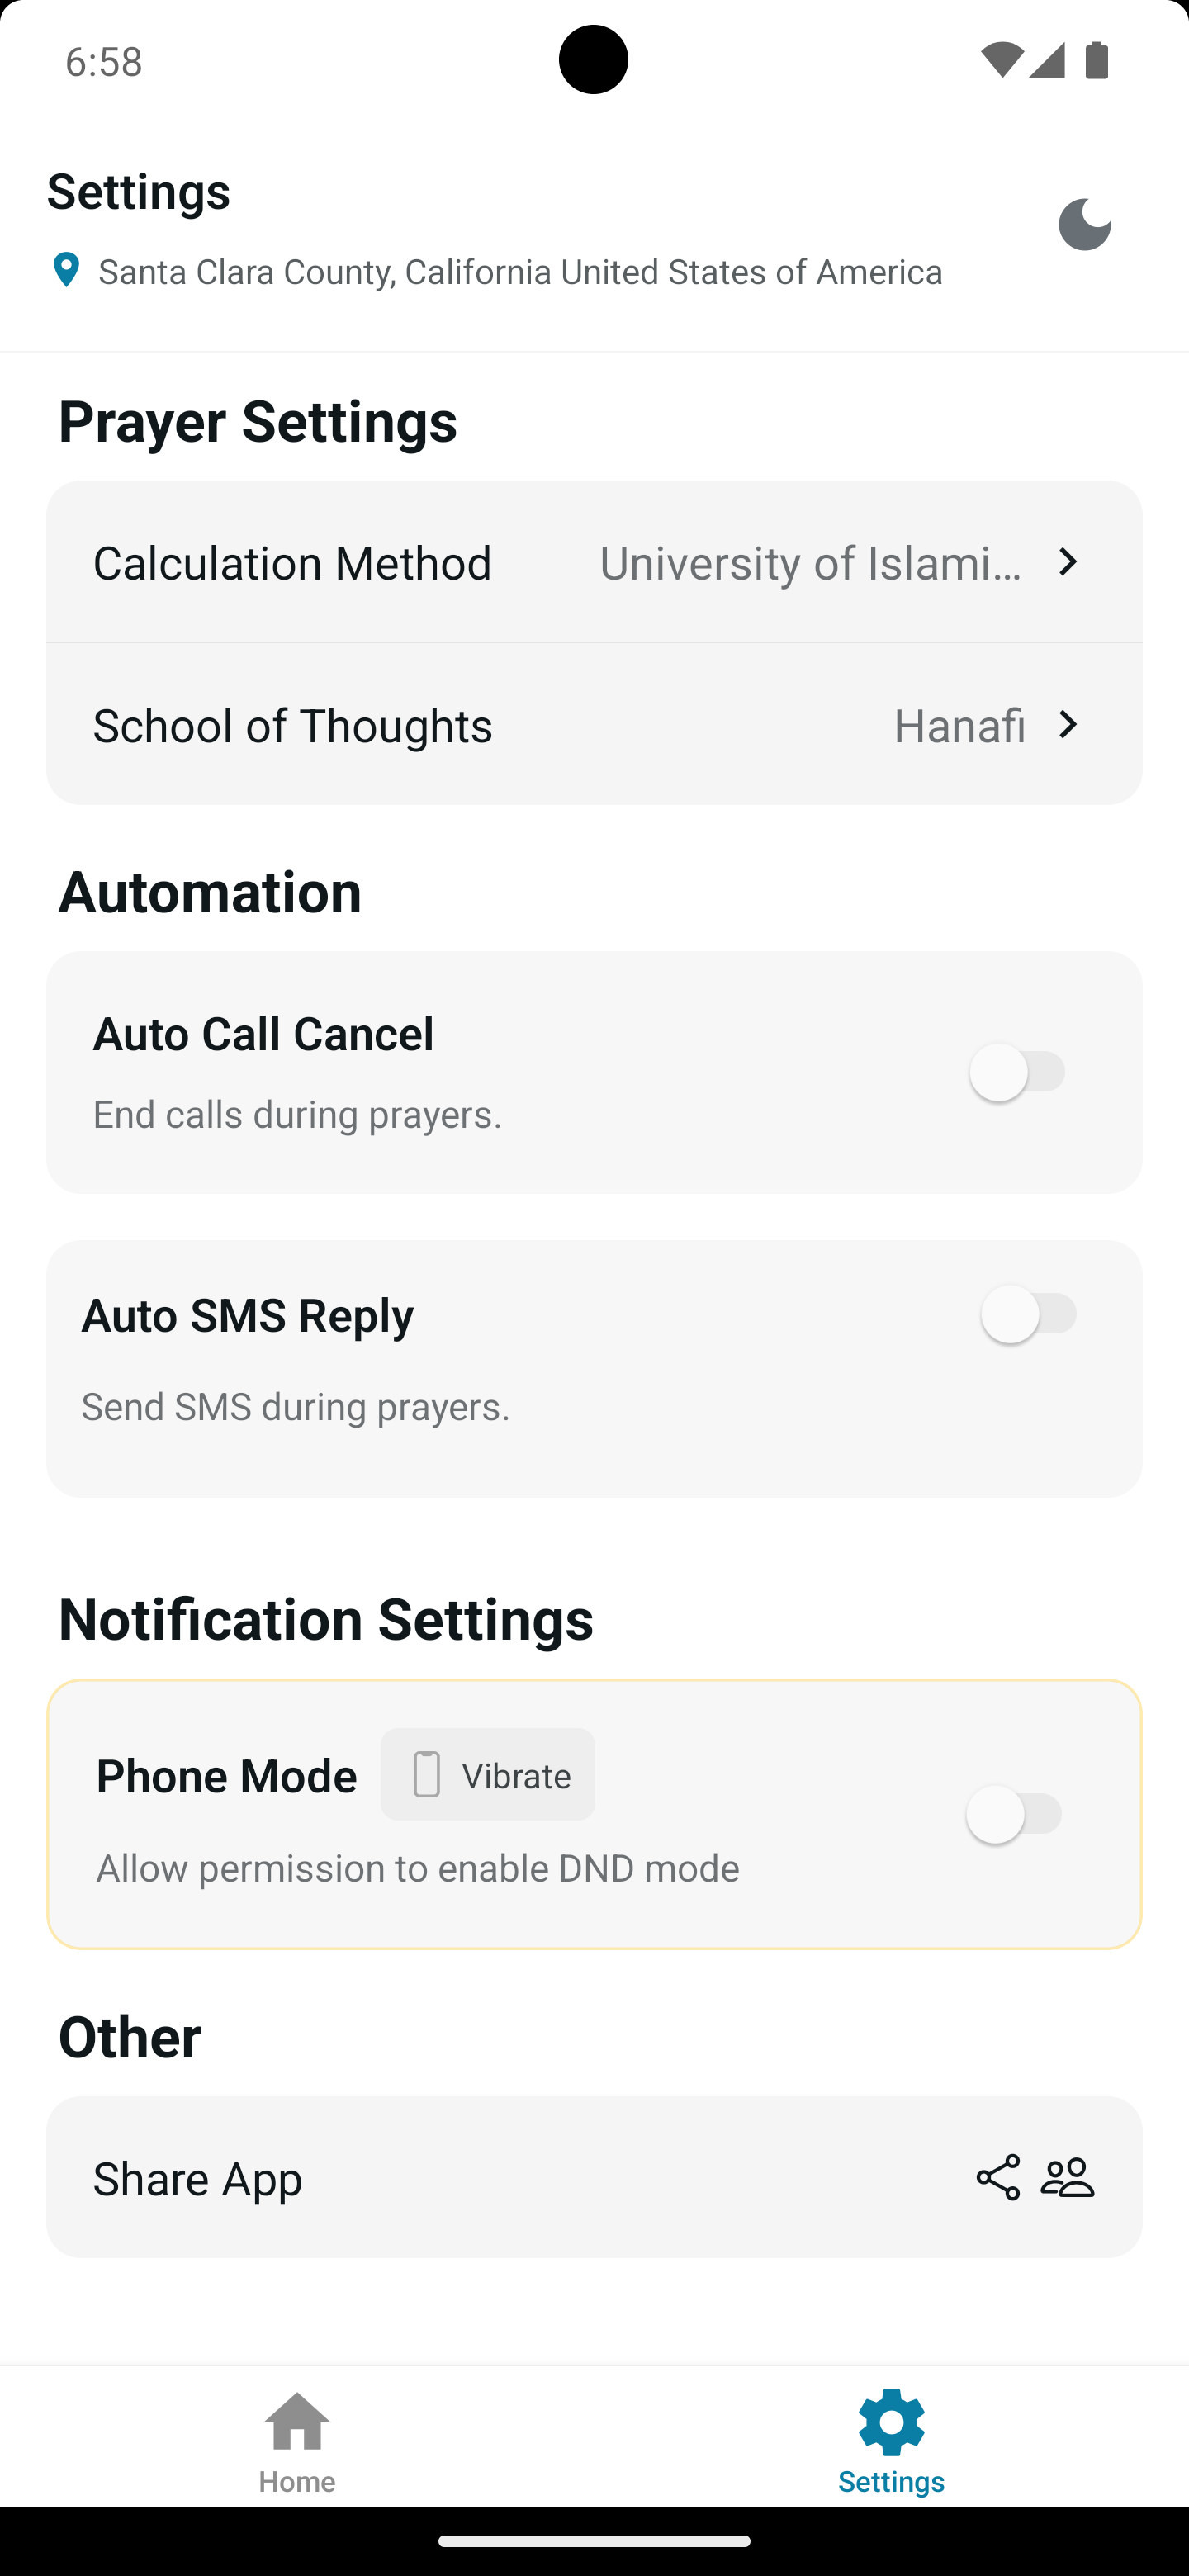 6:58
Settings
Santa Clara County, California United States of America
Prayer Settings
Calculation Method University of Islami...
School of Thoughts Hanafi
Automation
Auto Call Cancel
End calls during prayers.
Auto SMS Reply
Send SMS during prayers.
Notification Settings
Phone Mode Vibrate
Allow permission to enable DND mode
Other
Share App
Home Settings